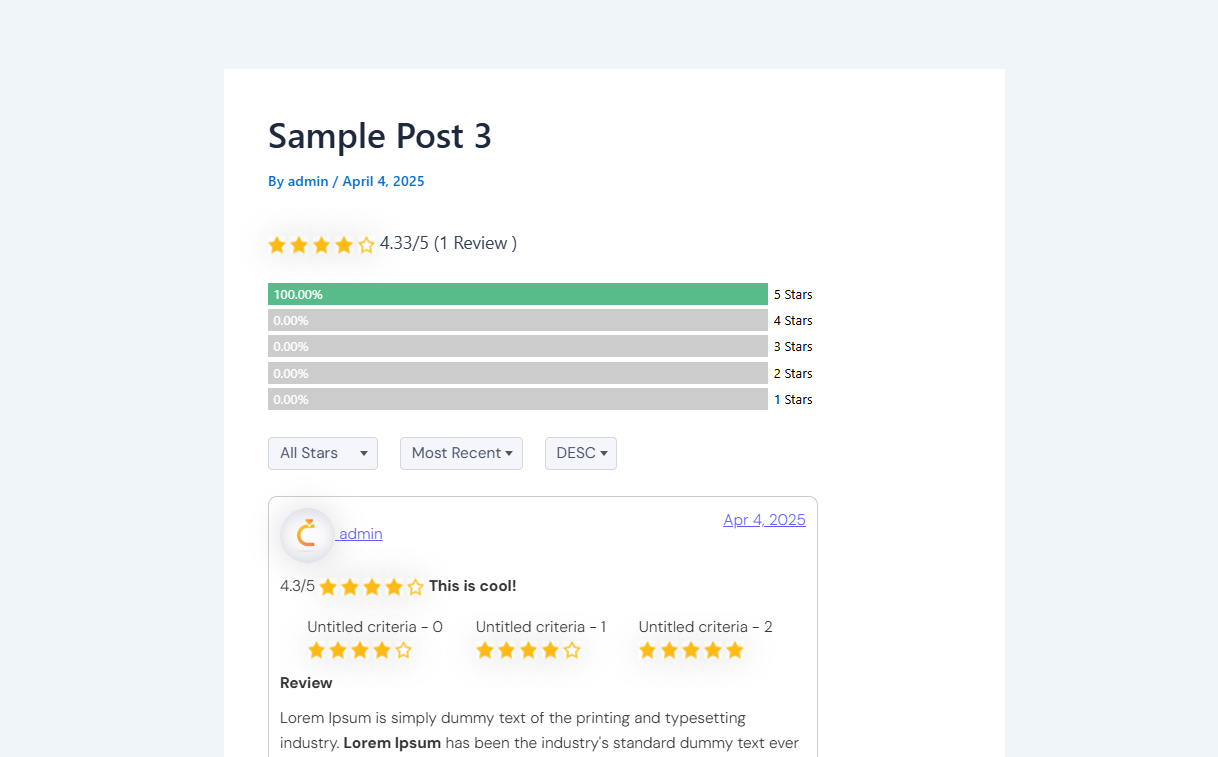 Sample Post 3
By admin / April 4, 2025
4.33/5 (1 Review )
100.00% 5 Stars
0.00% 4 Stars
0.00% 3 Stars
0.00% 2 Stars
0.00% 1 Stars
All Stars Most Recent DESC
admin Apr 4, 2025
4.3/5 This is cool!
Untitled criteria - 0 Untitled criteria - 1 Untitled criteria - 2
Review
Lorem Ipsum is simply dummy text of the printing and typesetting
industry. Lorem Ipsum has been the industry's standard dummy text ever